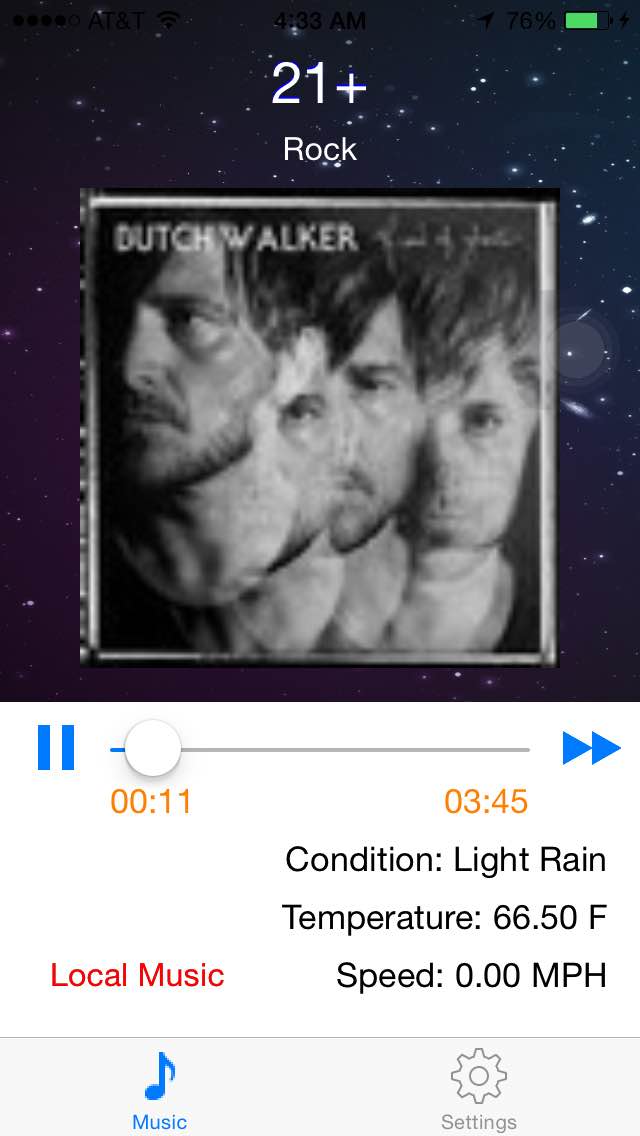 AT&T 4:33 AM 76%
21+
Rock
BUTCH WALKER
00:11 03:45
Condition: Light Rain
Temperature: 66.50 F
Local Music Speed: 0.00 MPH
Music Settings